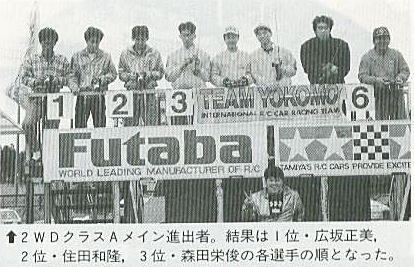 1 2 3 TEAM YOKOMO 6
INTERNATIONAL R/C CAR RACING TEAM
Futaba
WORLD LEADING MANUFACTURER OF R/C
TAMIYA'S R/C CARS PROVIDE EXCITE
⬆2WDクラスAメイン進出者。結果は1位・広坂正美,
2位・住田和隆, 3位・森田栄俊の各選手の順となった。